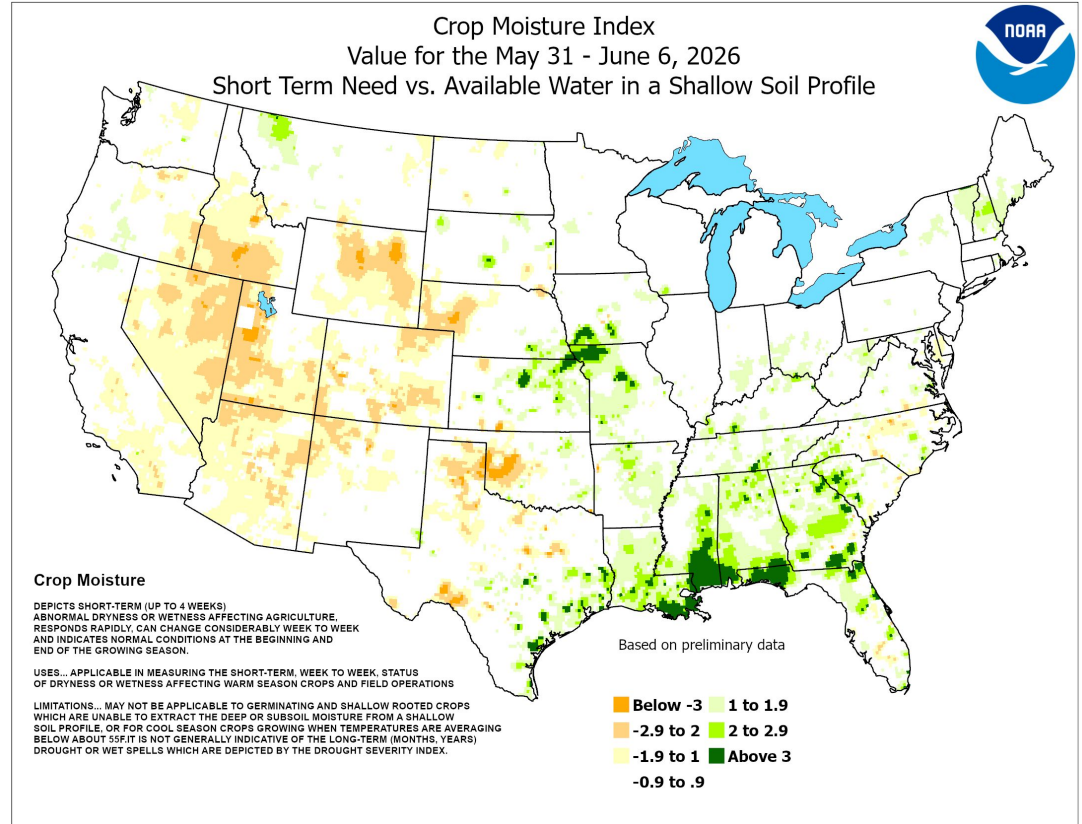 Crop Moisture Index
Value for the May 31 - June 6, 2026
Short Term Need vs. Available Water in a Shallow Soil Profile
NOAA
Crop Moisture
DEPICTS SHORT-TERM (UP TO 4 WEEKS)
ABNORMAL DRYNESS OR WETNESS AFFECTING AGRICULTURE,
RESPONDS RAPIDLY, CAN CHANGE CONSIDERABLY WEEK TO WEEK
AND INDICATES NORMAL CONDITIONS AT THE BEGINNING AND
END OF THE GROWING SEASON.
USES... APPLICABLE IN MEASURING THE SHORT-TERM, WEEK TO WEEK, STATUS
OF DRYNESS OR WETNESS AFFECTING WARM SEASON CROPS AND FIELD OPERATIONS
LIMITATIONS... MAY NOT BE APPLICABLE TO GERMINATING AND SHALLOW ROOTED CROPS
WHICH ARE UNABLE TO EXTRACT THE DEEP OR SUBSOIL MOISTURE FROM A SHALLOW
SOIL PROFILE, OR FOR COOL SEASON CROPS GROWING WHEN TEMPERATURES ARE AVERAGING
BELOW ABOUT 55F.IT IS NOT GENERALLY INDICATIVE OF THE LONG-TERM (MONTHS, YEARS)
DROUGHT OR WET SPELLS WHICH ARE DEPICTED BY THE DROUGHT SEVERITY INDEX.
Based on preliminary data
Below -3
-2.9 to 2
-1.9 to 1
-0.9 to .9
1 to 1.9
2 to 2.9
Above 3